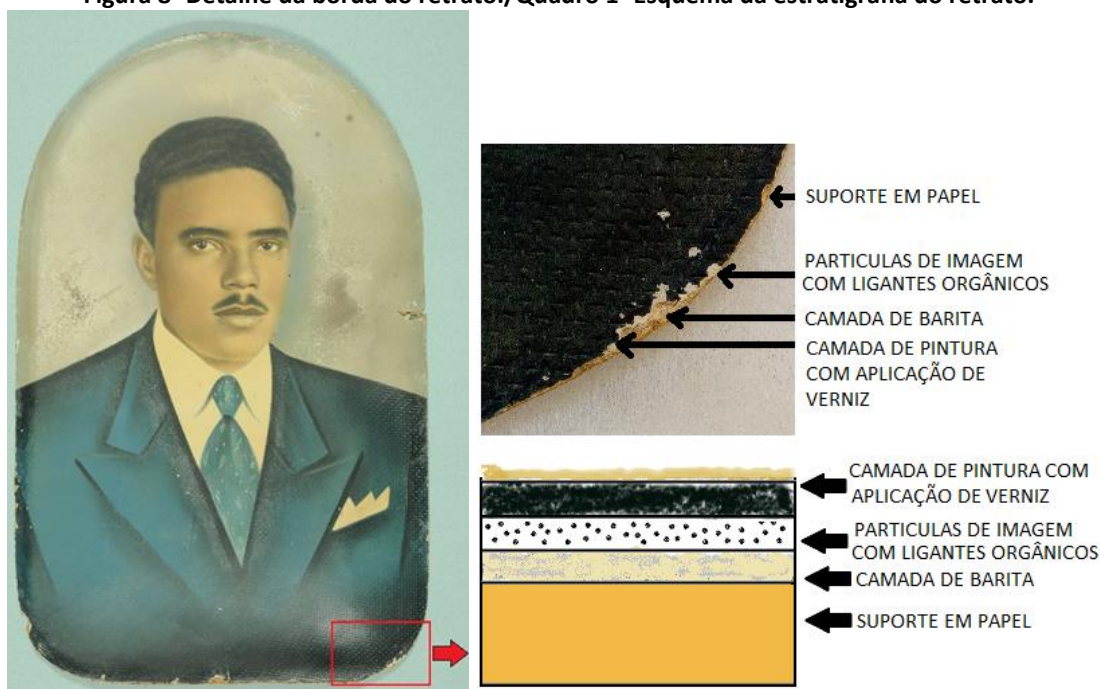 Figura 8- Detalhe da borda do retrato./Quadro 1- Esquema da estratigrafia do retrato.
SUPORTE EM PAPEL
PARTICULAS DE IMAGEM
COM LIGANTES ORGÂNICOS
CAMADA DE BARITA
CAMADA DE PINTURA
COM APLICAÇÃO DE
VERNIZ
CAMADA DE PINTURA COM
APLICAÇÃO DE VERNIZ
PARTICULAS DE IMAGEM
COM LIGANTES ORGÂNICOS
CAMADA DE BARITA
SUPORTE EM PAPEL